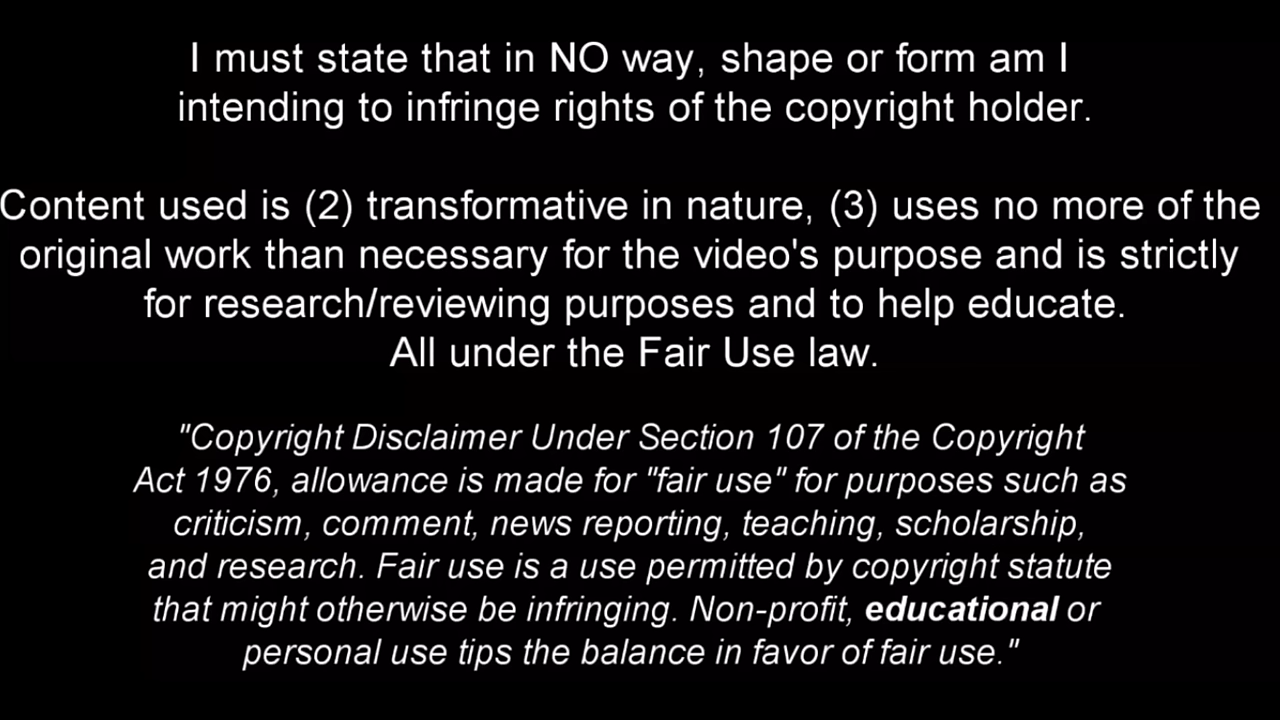 I must state that in NO way, shape or form am I
intending to infringe rights of the copyright holder.
Content used is (2) transformative in nature, (3) uses no more of the
original work than necessary for the video's purpose and is strictly
for research/reviewing purposes and to help educate.
All under the Fair Use law.
"Copyright Disclaimer Under Section 107 of the Copyright
Act 1976, allowance is made for "fair use" for purposes such as
criticism, comment, news reporting, teaching, scholarship,
and research. Fair use is a use permitted by copyright statute
that might otherwise be infringing. Non-profit, educational or
personal use tips the balance in favor of fair use."